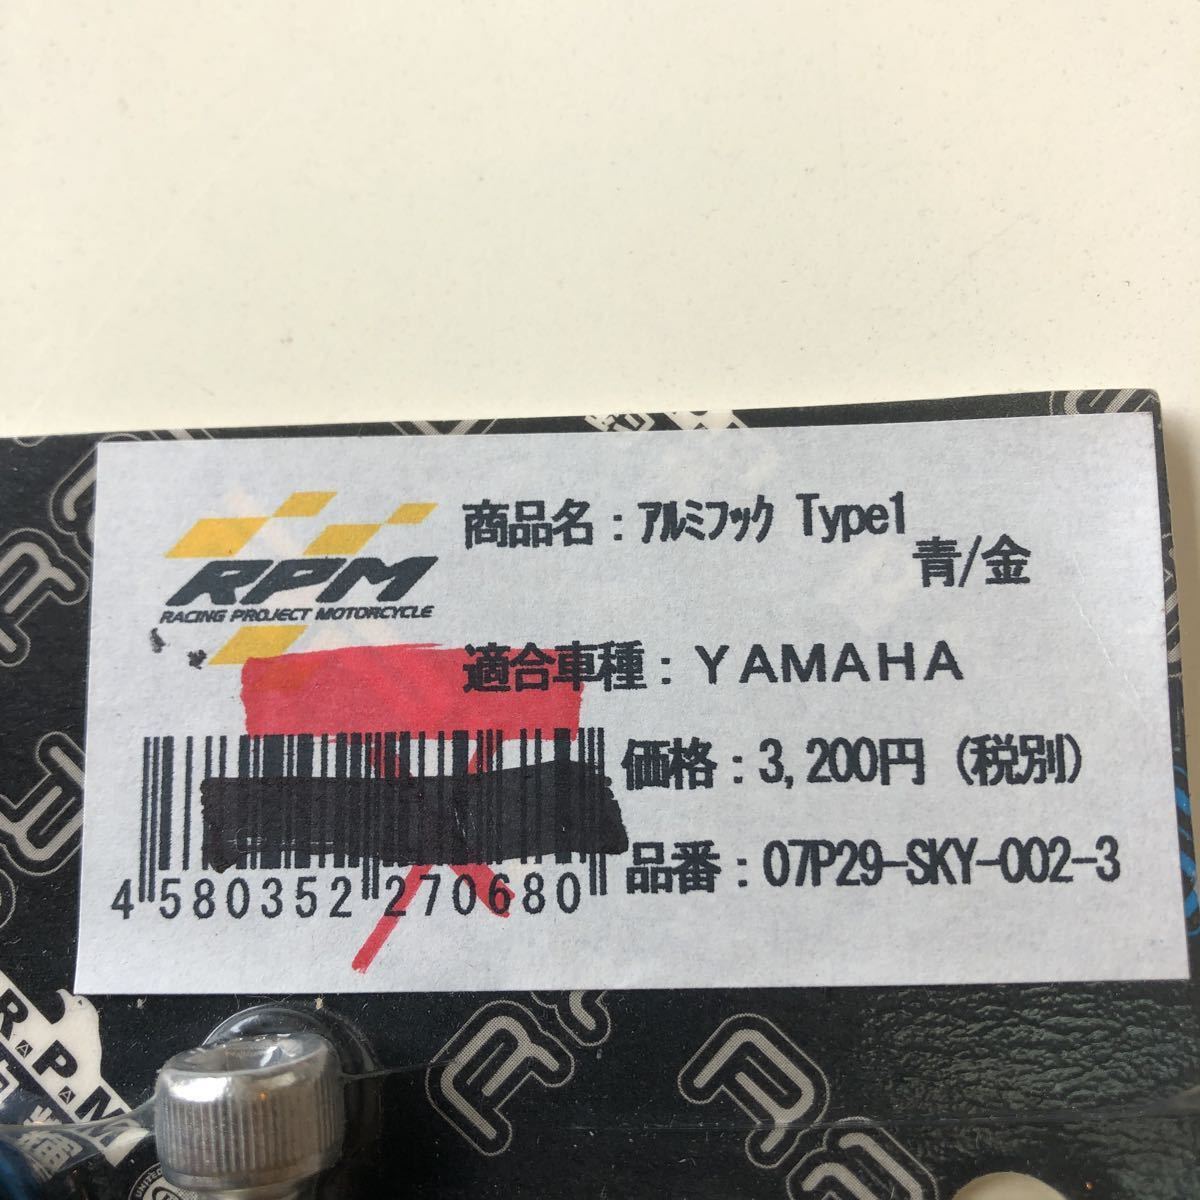 商品名：ｱﾙﾐﾌｯｸ Type1
青/金
RPM
RACING PROJECT MOTORCYCLE
適合車種：ＹＡＭＡＨＡ
価格：3,200円（税別）
品番：07P29-SKY-002-3
4 580352 270680
R.P.M